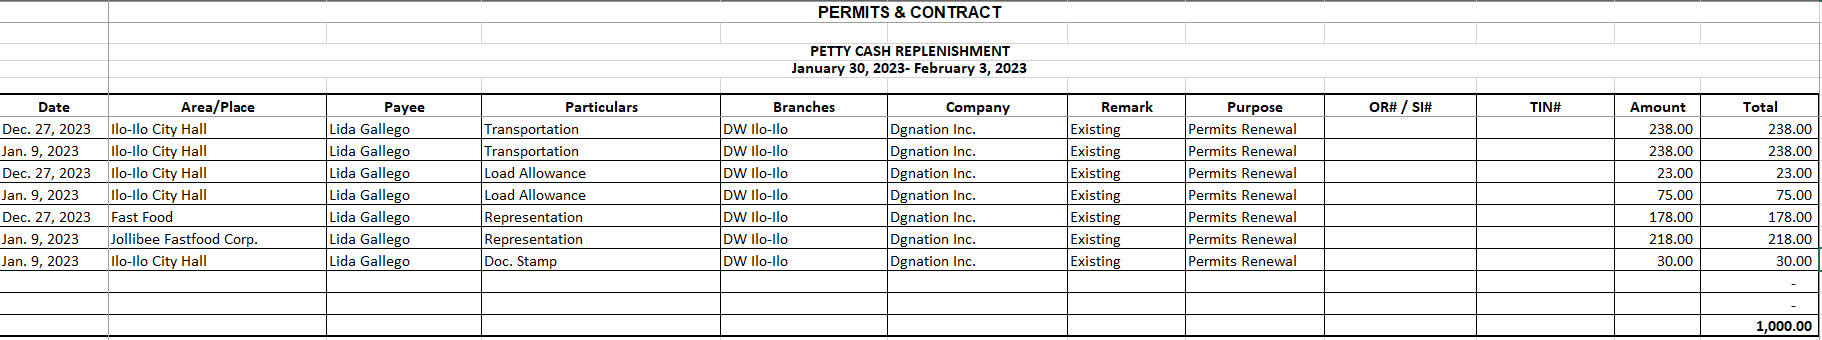 PERMITS & CONTRACT
PETTY CASH REPLENISHMENT
January 30, 2023- February 3, 2023
Date Area/Place Payee Particulars Branches Company Remark Purpose OR# / SI# TIN# Amount Total
Dec. 27, 2023 Ilo-Ilo City Hall Lida Gallego Transportation DW Ilo-Ilo Dgnation Inc. Existing Permits Renewal 238.00 238.00
Jan. 9, 2023 Ilo-Ilo City Hall Lida Gallego Transportation DW Ilo-Ilo Dgnation Inc. Existing Permits Renewal 238.00 238.00
Dec. 27, 2023 Ilo-Ilo City Hall Lida Gallego Load Allowance DW Ilo-Ilo Dgnation Inc. Existing Permits Renewal 23.00 23.00
Jan. 9, 2023 Ilo-Ilo City Hall Lida Gallego Load Allowance DW Ilo-Ilo Dgnation Inc. Existing Permits Renewal 75.00 75.00
Dec. 27, 2023 Fast Food Lida Gallego Representation DW Ilo-Ilo Dgnation Inc. Existing Permits Renewal 178.00 178.00
Jan. 9, 2023 Jollibee Fastfood Corp. Lida Gallego Representation DW Ilo-Ilo Dgnation Inc. Existing Permits Renewal 218.00 218.00
Jan. 9, 2023 Ilo-Ilo City Hall Lida Gallego Doc. Stamp DW Ilo-Ilo Dgnation Inc. Existing Permits Renewal 30.00 30.00
-
-
1,000.00